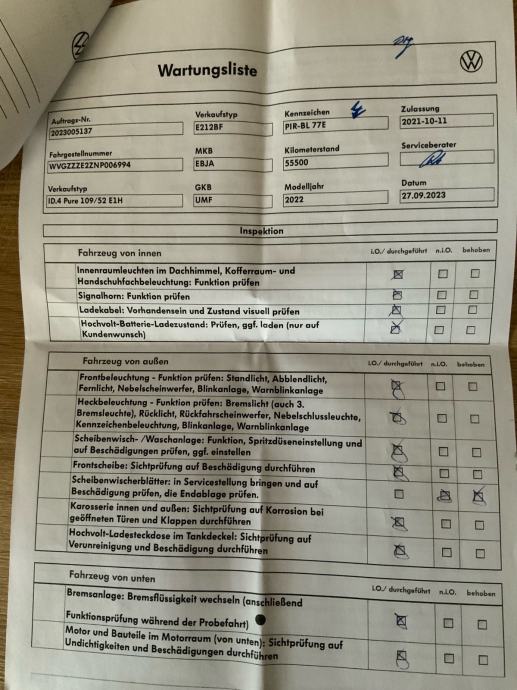 Wartungsliste
Auftrags-Nr. Verkaufstyp Kennzeichen Zulassung
2023005137 E212BF PIR-BL 77E 2021-10-11
Fahrgestellnummer MKB Kilometerstand Serviceberater
WVGZZZE2ZNP006994 EBJA 55500
Verkaufstyp GKB Modelljahr Datum
ID.4 Pure 109/52 E1H UMF 2022 27.09.2023
Inspektion
Fahrzeug von innen i.O./ durchgeführt n.i.O. behoben
Innenraumleuchten im Dachhimmel, Kofferraum- und
Handschuhfachbeleuchtung: Funktion prüfen
Signalhorn: Funktion prüfen
Ladekabel: Vorhandensein und Zustand visuell prüfen
Hochvolt-Batterie-Ladezustand: Prüfen, ggf. laden (nur auf
Kundenwunsch)
Fahrzeug von außen i.O./ durchgeführt n.i.O. behoben
Frontbeleuchtung - Funktion prüfen: Standlicht, Abblendlicht,
Fernlicht, Nebelscheinwerfer, Blinkanlage, Warnblinkanlage
Heckbeleuchtung - Funktion prüfen: Bremslicht (auch 3.
Bremsleuchte), Rücklicht, Rückfahrscheinwerfer, Nebelschlussleuchte,
Kennzeichenbeleuchtung, Blinkanlage, Warnblinkanlage
Scheibenwisch- /Waschanlage: Funktion, Spritzdüseneinstellung und
auf Beschädigungen prüfen, ggf. einstellen
Frontscheibe: Sichtprüfung auf Beschädigung durchführen
Scheibenwischerblätter: in Servicestellung bringen und auf
Beschädigung prüfen, die Endablage prüfen.
Karosserie innen und außen: Sichtprüfung auf Korrosion bei
geöffneten Türen und Klappen durchführen
Hochvolt-Ladesteckdose im Tankdeckel: Sichtprüfung auf
Verunreinigung und Beschädigung durchführen
Fahrzeug von unten i.O./ durchgeführt n.i.O. behoben
Bremsanlage: Bremsflüssigkeit wechseln (anschließend
Funktionsprüfung während der Probefahrt)
Motor und Bauteile im Motorraum (von unten): Sichtprüfung auf
Undichtigkeiten und Beschädigungen durchführen